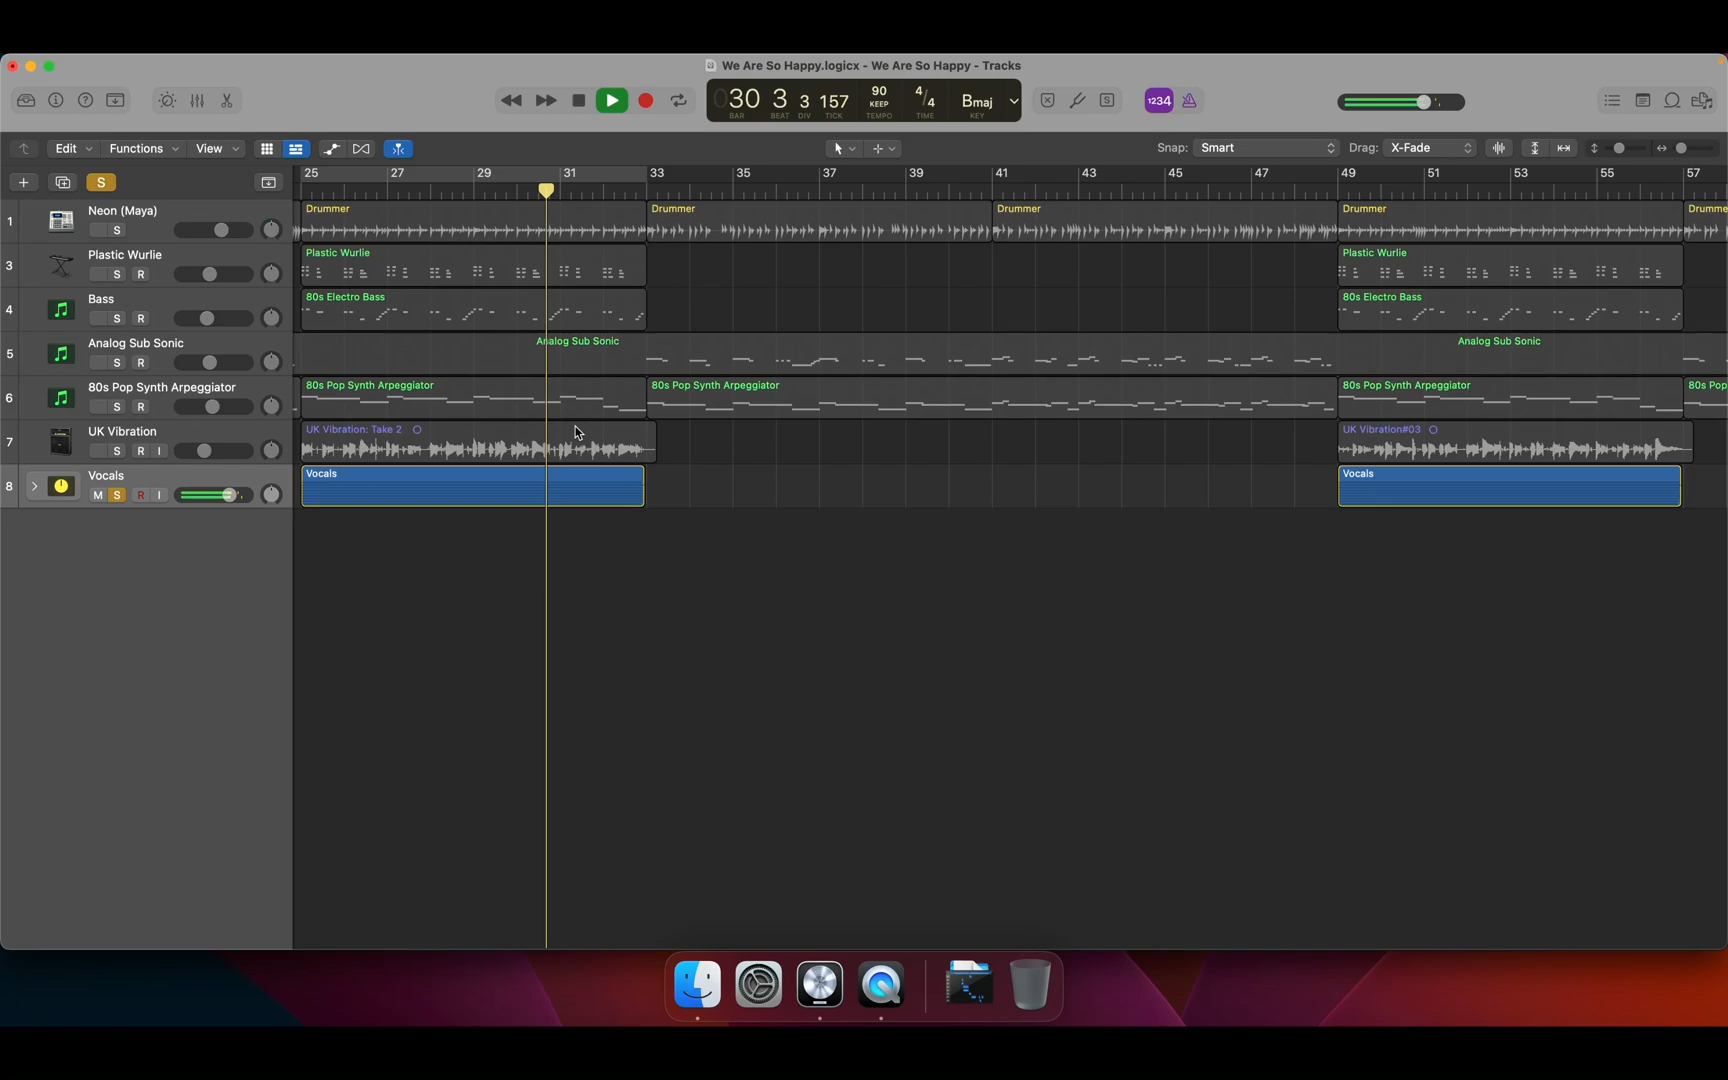 We Are So Happy.logicx - We Are So Happy - Tracks
030 3 3 157 90 KEEP 4/4 Bmaj
BAR BEAT DIV TICK TEMPO TIME KEY
1234
Edit Functions View Snap: Smart Drag: X-Fade
S 25 27 29 31 33 35 37 39 41 43 45 47 49 51 53 55 57
1 Neon (Maya) S Drummer Drummer Drummer Drummer Drumme
3 Plastic Wurlie S R Plastic Wurlie Plastic Wurlie
4 Bass S R 80s Electro Bass 80s Electro Bass
5 Analog Sub Sonic S R Analog Sub Sonic Analog Sub Sonic
6 80s Pop Synth Arpeggiator S R 80s Pop Synth Arpeggiator 80s Pop Synth Arpeggiator 80s Pop Synth Arpeggiator 80s Pop
7 UK Vibration S R I UK Vibration: Take 2 UK Vibration#03
8 Vocals M S R I Vocals Vocals